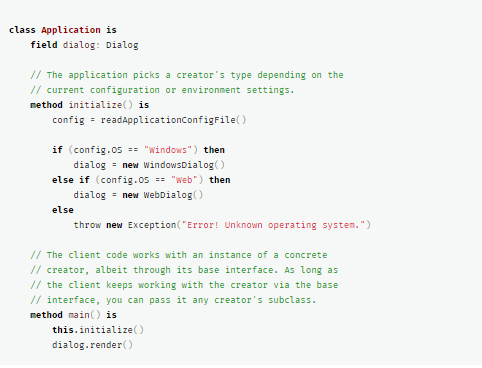 class Application is
    field dialog: Dialog

    // The application picks a creator's type depending on the
    // current configuration or environment settings.
    method initialize() is
        config = readApplicationConfigFile()

        if (config.OS == "Windows") then
            dialog = new WindowsDialog()
        else if (config.OS == "Web") then
            dialog = new WebDialog()
        else
            throw new Exception("Error! Unknown operating system.")

    // The client code works with an instance of a concrete
    // creator, albeit through its base interface. As long as
    // the client keeps working with the creator via the base
    // interface, you can pass it any creator's subclass.
    method main() is
        this.initialize()
        dialog.render()